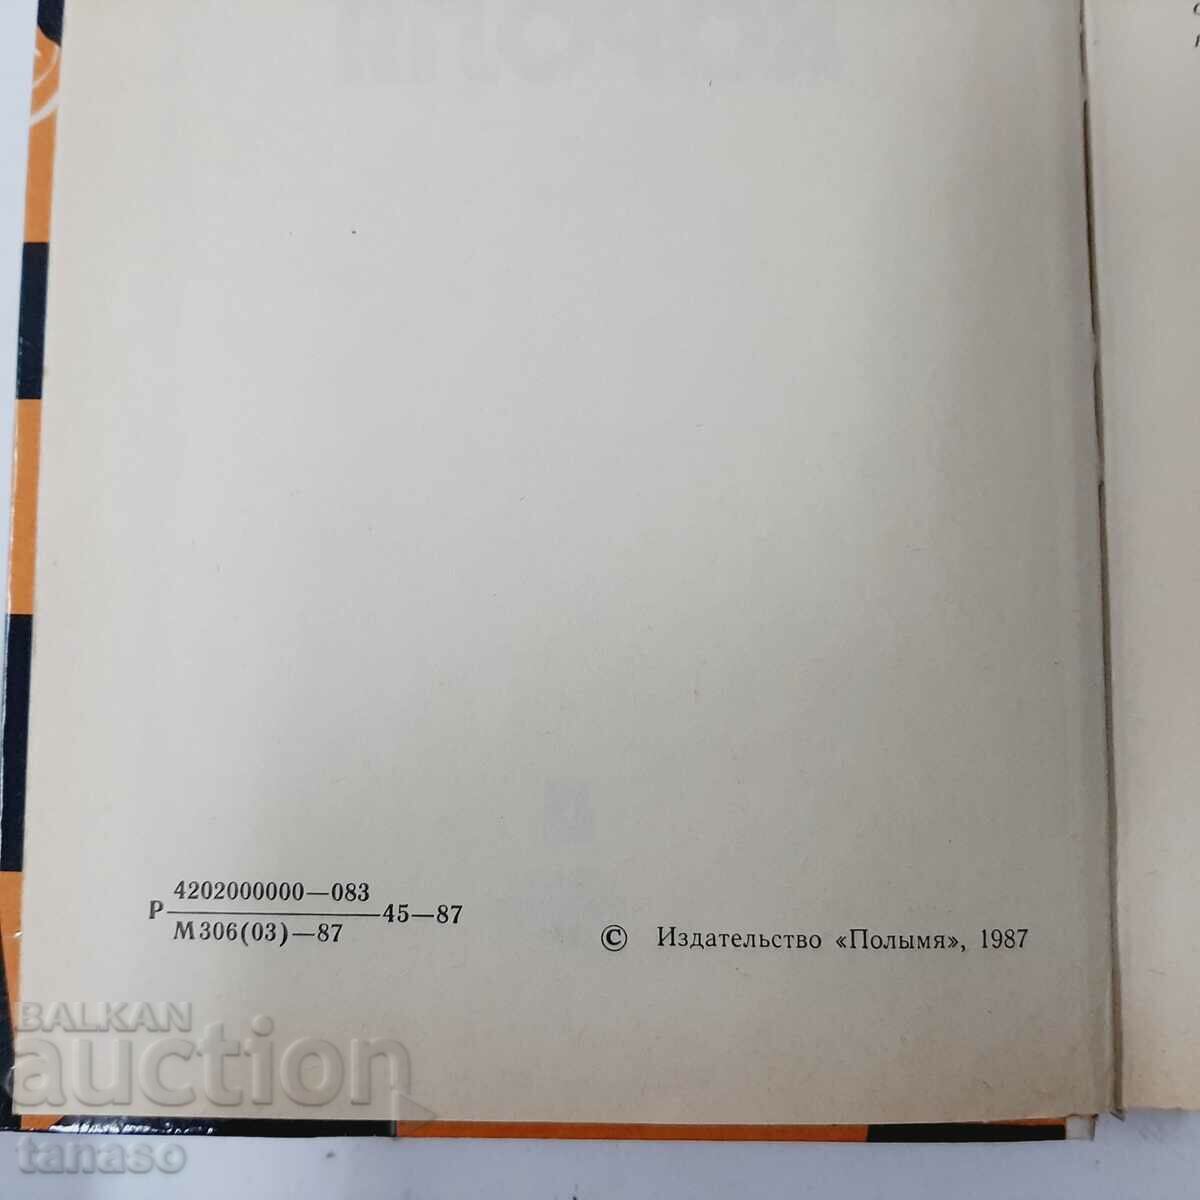 4202000000—083
Р 45—87
М306(03)—87
© Издательство «Полымя», 1987
BALKAN
auction
tanaso